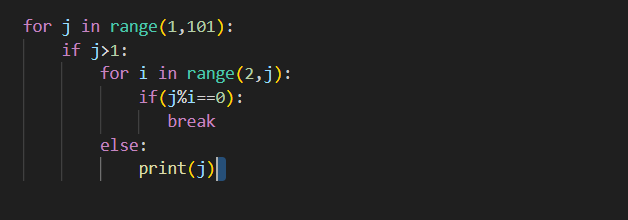 for j in range(1,101):
    if j>1:
        for i in range(2,j):
            if(j%i==0):
               break
        else:
            print(j)